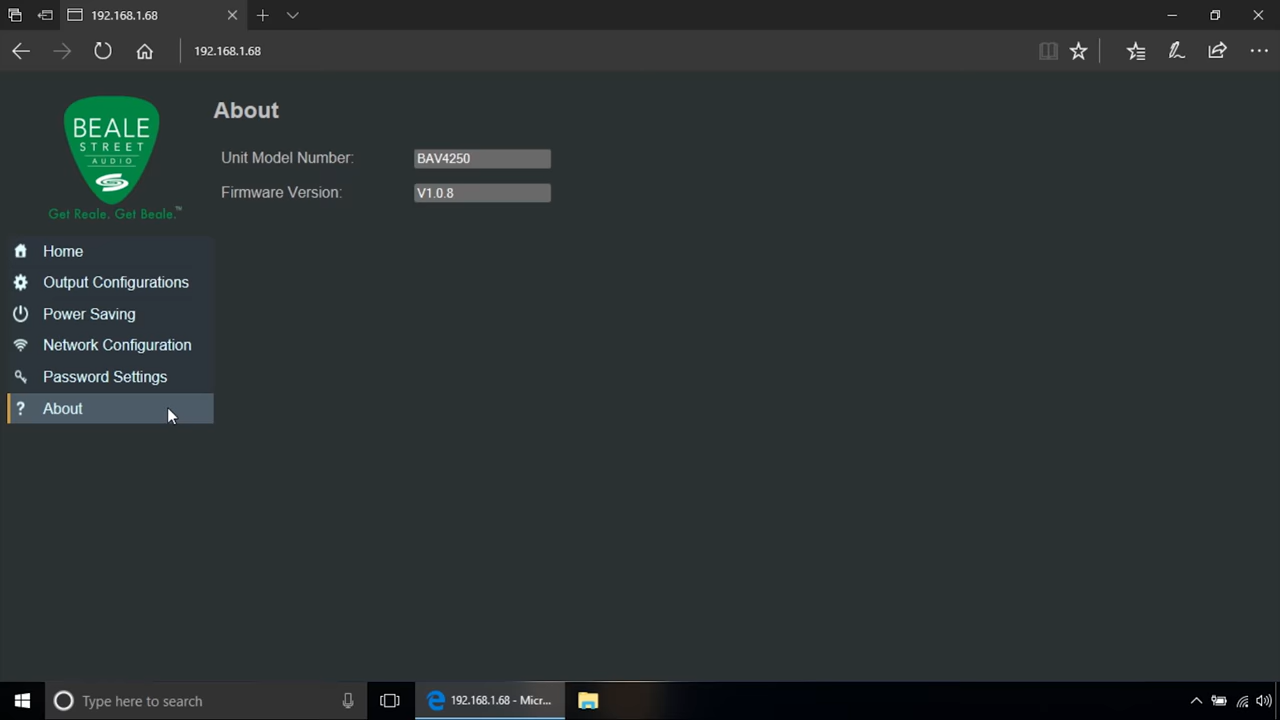 192.168.1.68
192.168.1.68
BEALE
STREET
AUDIO
Get Reale. Get Beale.™
About
Unit Model Number: BAV4250
Firmware Version: V1.0.8
Home
Output Configurations
Power Saving
Network Configuration
Password Settings
? About
Type here to search
192.168.1.68 - Micr...